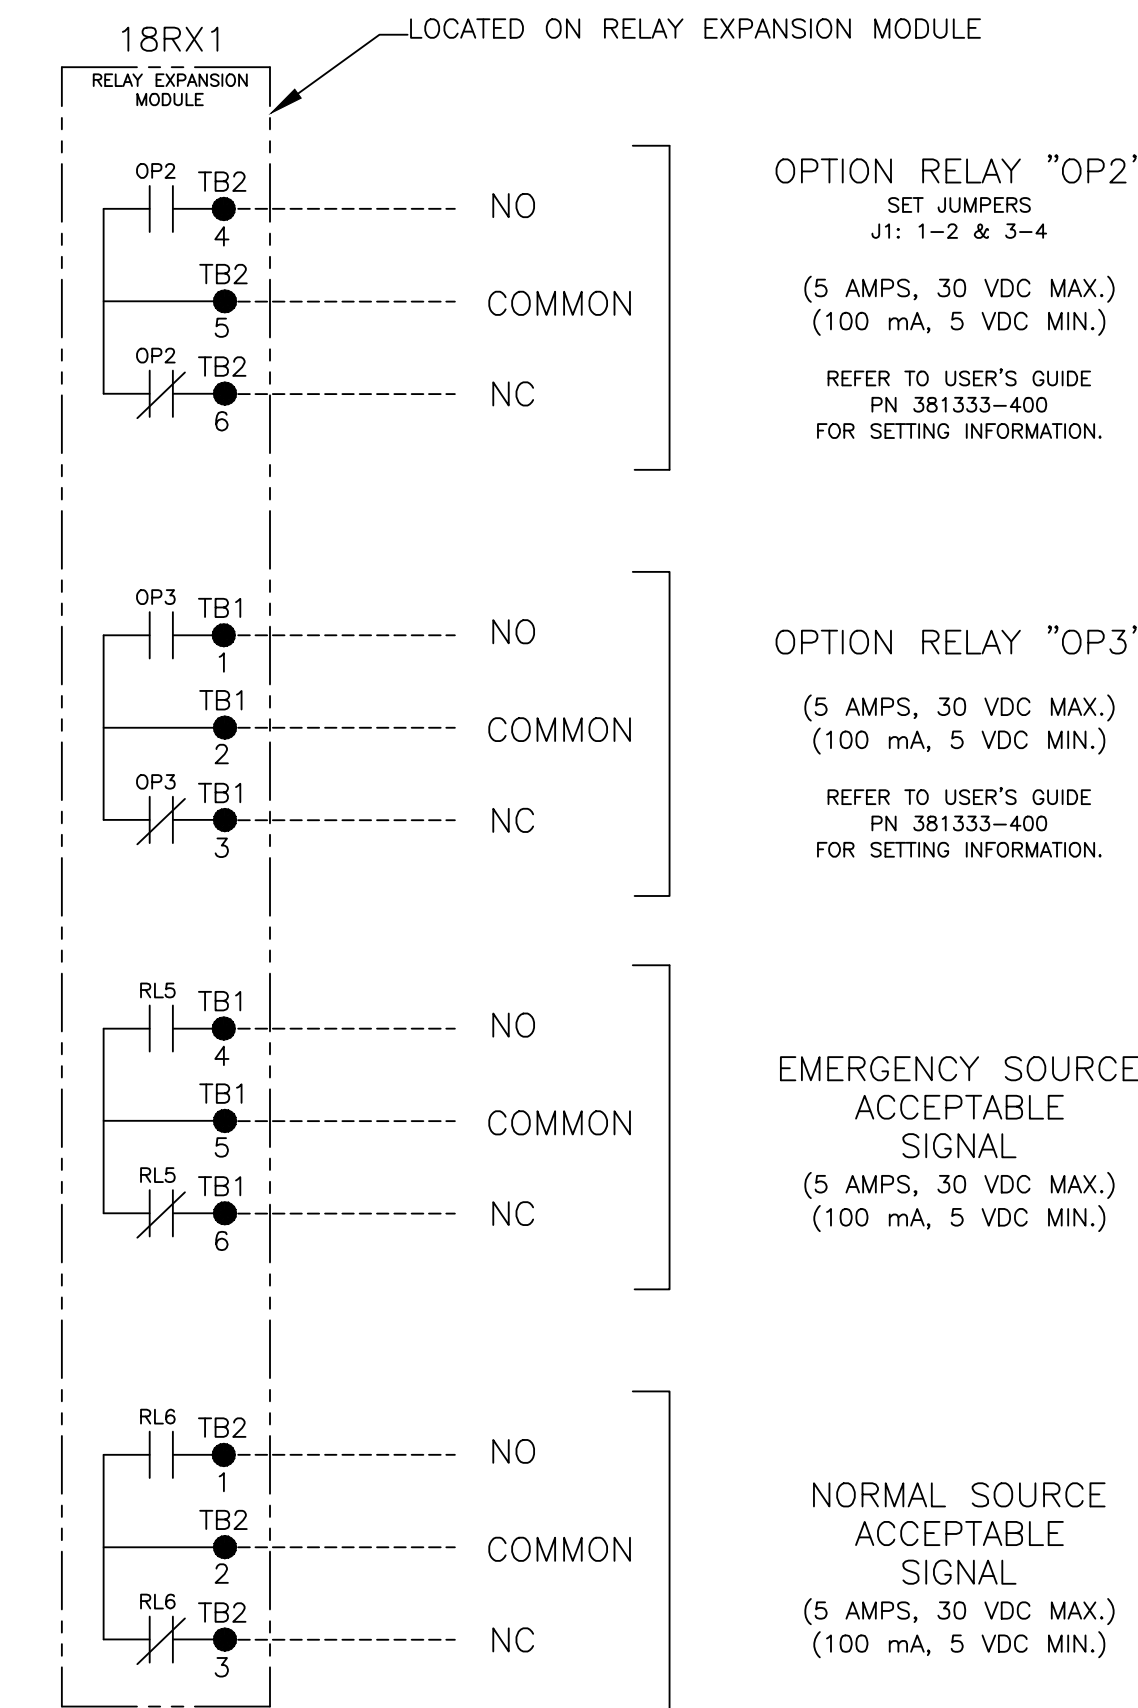 18RX1
LOCATED ON RELAY EXPANSION MODULE
RELAY EXPANSION
MODULE
OP2
TB2
4
NO
TB2
5
COMMON
OP2
TB2
6
NC
OPTION RELAY "OP2'
SET JUMPERS
J1: 1-2 & 3-4
(5 AMPS, 30 VDC MAX.)
(100 mA, 5 VDC MIN.)
REFER TO USER'S GUIDE
PN 381333-400
FOR SETTING INFORMATION.
OP3
TB1
1
NO
TB1
2
COMMON
OP3
TB1
3
NC
OPTION RELAY "OP3'
(5 AMPS, 30 VDC MAX.)
(100 mA, 5 VDC MIN.)
REFER TO USER'S GUIDE
PN 381333-400
FOR SETTING INFORMATION.
RL5
TB1
4
NO
TB1
5
COMMON
RL5
TB1
6
NC
EMERGENCY SOURCE
ACCEPTABLE
SIGNAL
(5 AMPS, 30 VDC MAX.)
(100 mA, 5 VDC MIN.)
RL6
TB2
1
NO
TB2
2
COMMON
RL6
TB2
3
NC
NORMAL SOURCE
ACCEPTABLE
SIGNAL
(5 AMPS, 30 VDC MAX.)
(100 mA, 5 VDC MIN.)